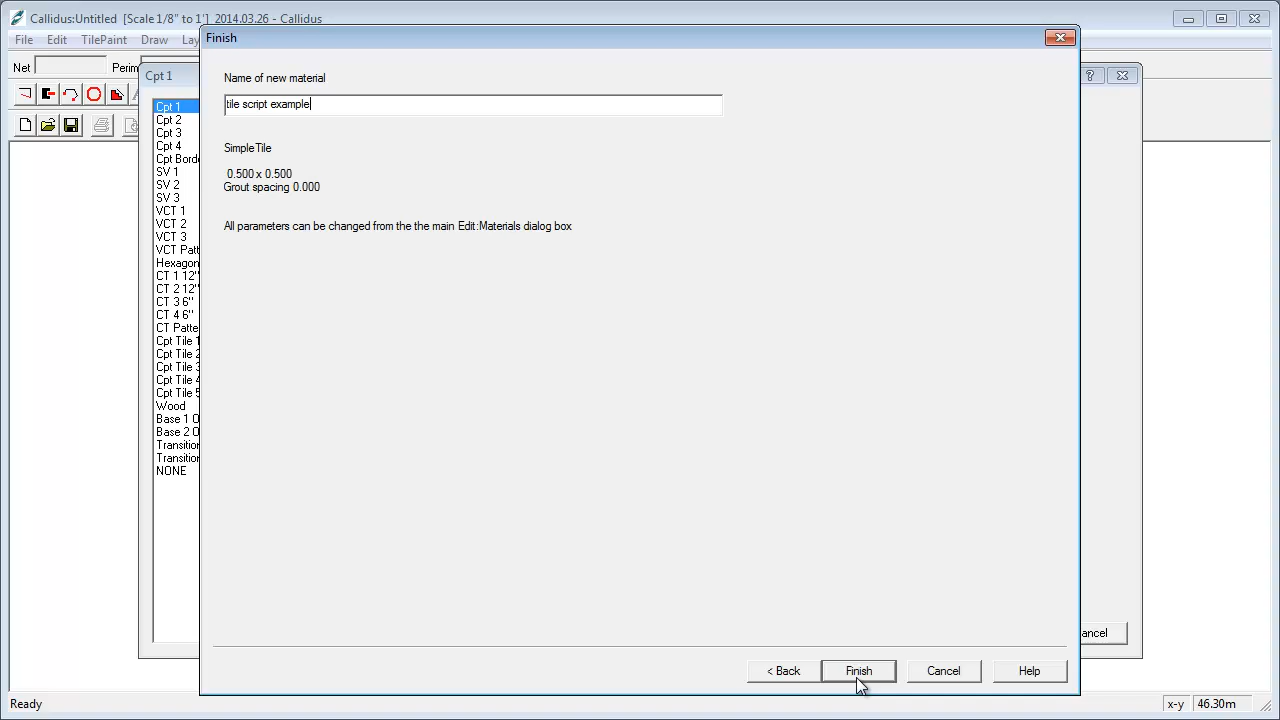 Callidus:Untitled [Scale 1/8" to 1'] 2014.03.26 - Callidus
File Edit TilePaint Draw Lay
Net
Perim
Cpt 1
Finish
Name of new material
tile script example
Simple Tile
0.500 x 0.500
Grout spacing 0.000
All parameters can be changed from the the main Edit:Materials dialog box
Cpt 1
Cpt 2
Cpt 3
Cpt 4
Cpt Borde
SV 1
SV 2
SV 3
VCT 1
VCT 2
VCT 3
VCT Patt
Hexagon
CT 1 12"
CT 2 12"
CT 3 6"
CT 4 6"
CT Patte
Cpt Tile 1
Cpt Tile 2
Cpt Tile 3
Cpt Tile 4
Cpt Tile 5
Wood
Base 1 O
Base 2 O
Transition
Transition
NONE
ancel
< Back Finish Cancel Help
Ready
x-y 46.30m